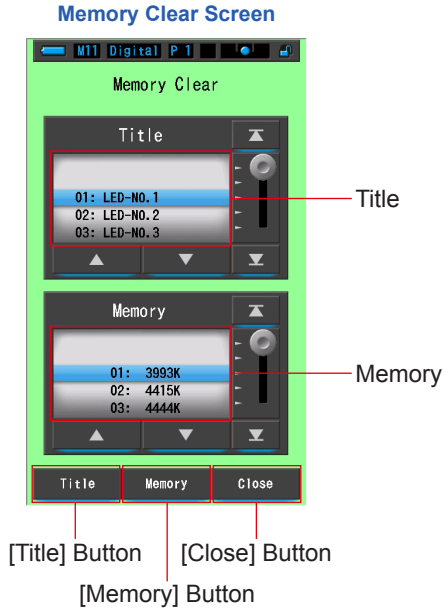 Memory Clear Screen
M11 Digital P 1
Memory Clear
Title
01: LED-NO.1
02: LED-NO.2
03: LED-NO.3
Title
Memory
01: 3993K
02: 4415K
03: 4444K
Memory
Title Memory Close
[Title] Button [Close] Button
[Memory] Button